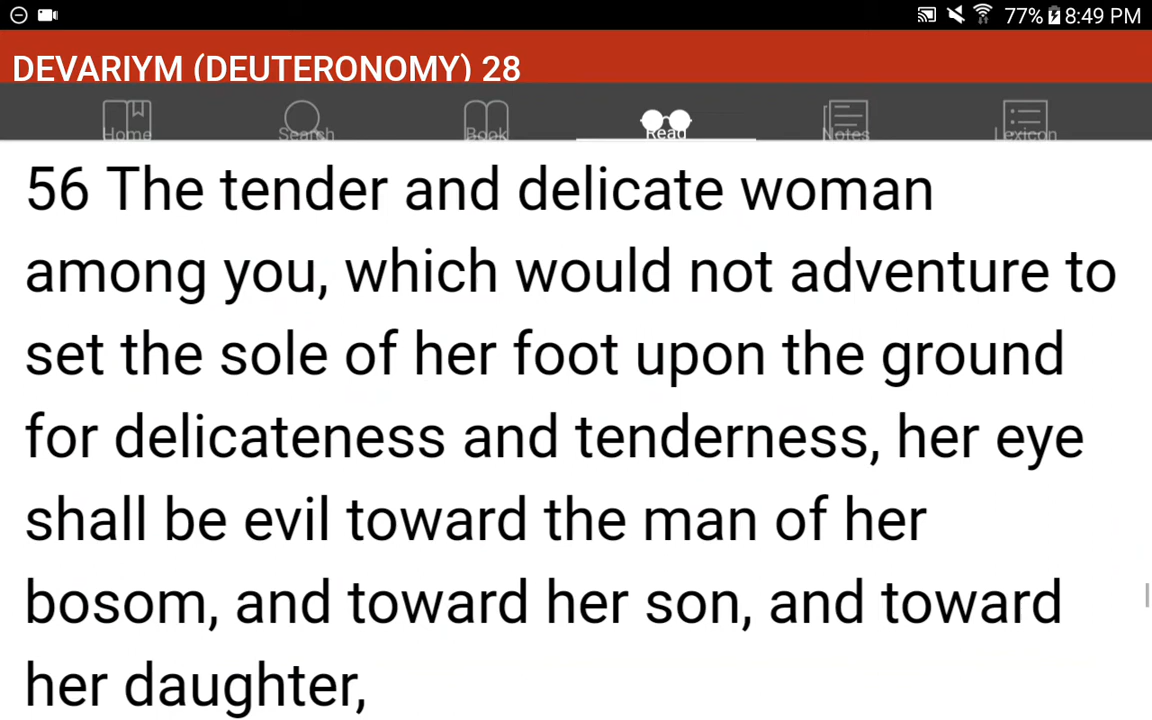 77% 8:49 PM
DEVARIYM (DEUTERONOMY) 28
Home Search Book Read Notes Lexicon
56 The tender and delicate woman
among you, which would not adventure to
set the sole of her foot upon the ground
for delicateness and tenderness, her eye
shall be evil toward the man of her
bosom, and toward her son, and toward
her daughter,